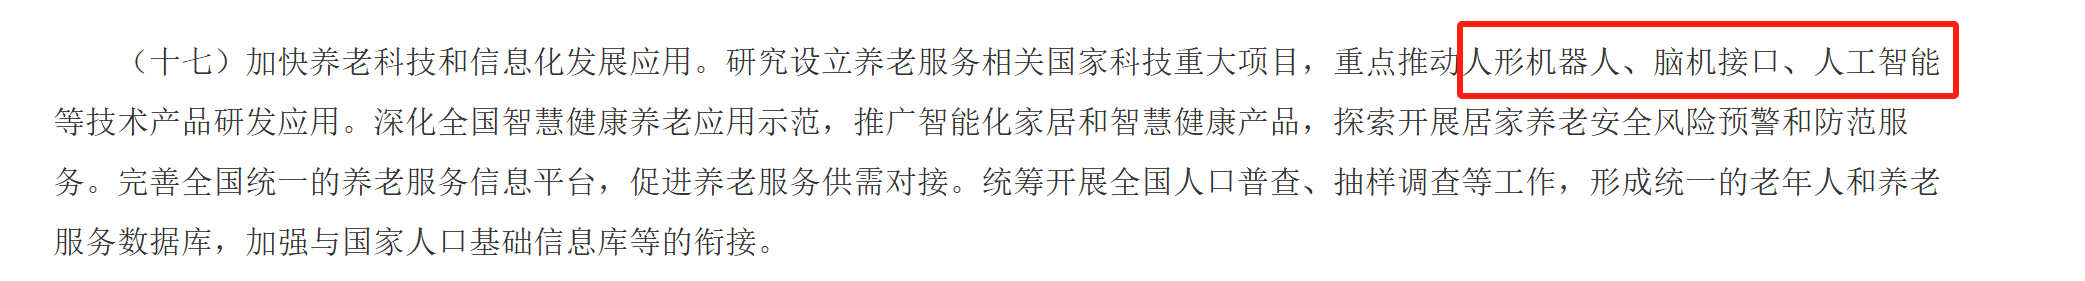 （十七）加快养老科技和信息化发展应用。研究设立养老服务相关国家科技重大项目，重点推动人形机器人、脑机接口、人工智能
等技术产品研发应用。深化全国智慧健康养老应用示范，推广智能化家居和智慧健康产品，探索开展居家养老安全风险预警和防范服
务。完善全国统一的养老服务信息平台，促进养老服务供需对接。统筹开展全国人口普查、抽样调查等工作，形成统一的老年人和养老
服务数据库，加强与国家人口基础信息库等的衔接。